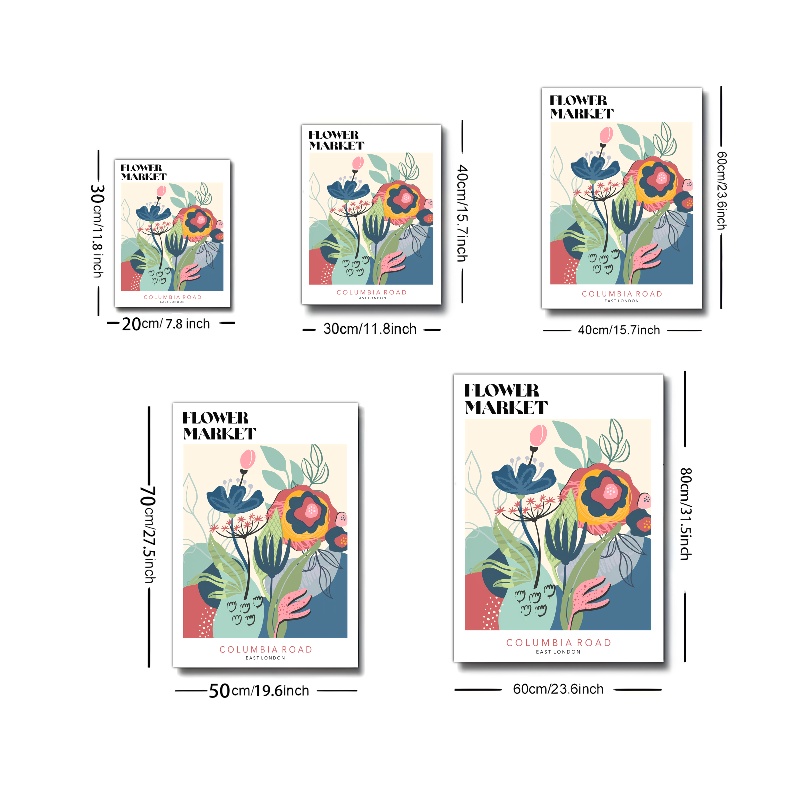 FLOWER
MARKET
COLUMBIA ROAD
EAST LONDON
30cm/11.8 inch
20cm/ 7.8 inch
FLOWER
MARKET
COLUMBIA ROAD
EAST LONDON
40cm/15.7inch
30cm/11.8inch
FLOWER
MARKET
COLUMBIA ROAD
EAST LONDON
60cm/23.6inch
40cm/15.7inch
FLOWER
MARKET
COLUMBIA ROAD
EAST LONDON
70cm/27.5inch
50cm/19.6inch
FLOWER
MARKET
COLUMBIA ROAD
EAST LONDON
80cm/31.5inch
60cm/23.6inch